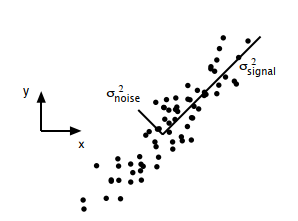 y
σ²noise
σ²signal
x